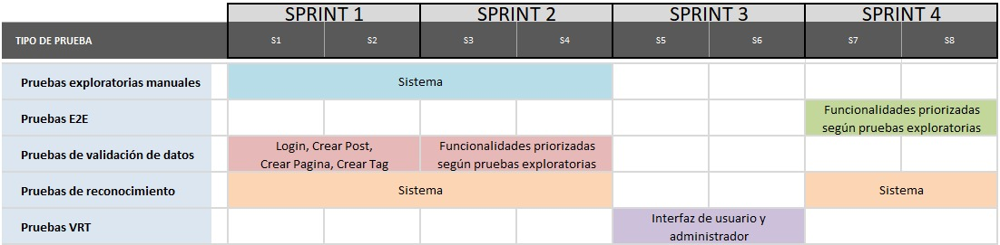 SPRINT 1 SPRINT 2 SPRINT 3 SPRINT 4
TIPO DE PRUEBA S1 S2 S3 S4 S5 S6 S7 S8
Pruebas exploratorias manuales Sistema
Pruebas E2E
Funcionalidades priorizadas
según pruebas exploratorias
Pruebas de validación de datos
Login, Crear Post,
Crear Pagina, Crear Tag
Funcionalidades priorizadas
según pruebas exploratorias
Pruebas de reconocimiento Sistema Sistema
Pruebas VRT
Interfaz de usuario y
administrador